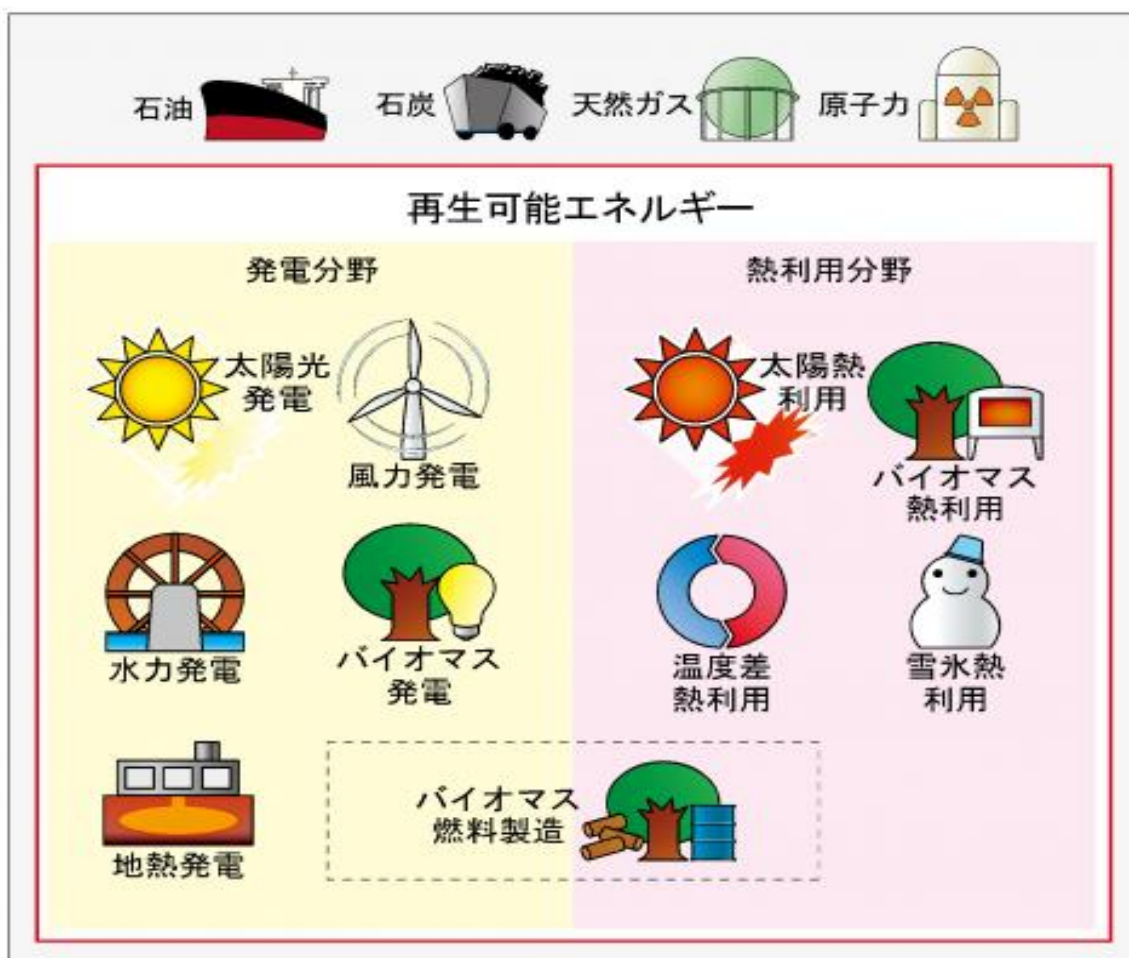 石油 石炭 天然ガス 原子力
再生可能エネルギー
発電分野
太陽光
発電
風力発電
水力発電
バイオマス
発電
地熱発電
熱利用分野
太陽熱
利用
バイオマス
熱利用
温度差
熱利用
雪氷熱
利用
バイオマス
燃料製造